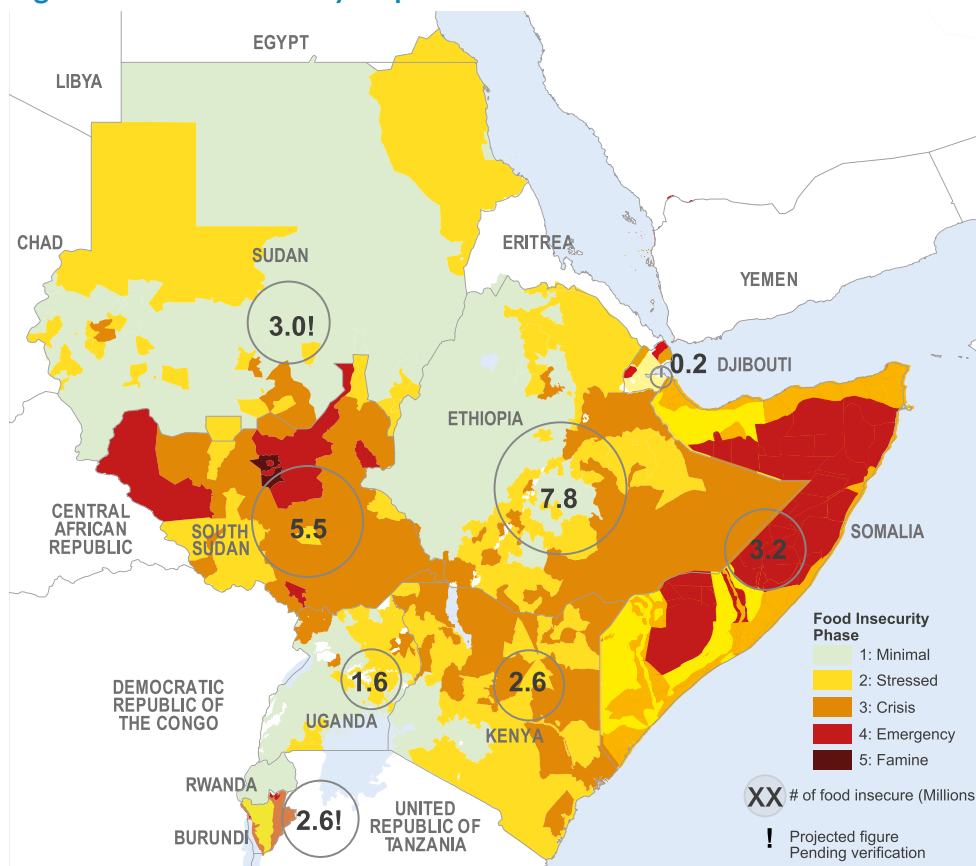 EGYPT
LIBYA
CHAD
SUDAN
ERITREA
YEMEN
3.0!
0.2
DJIBOUTI
ETHIOPIA
7.8
CENTRAL
AFRICAN
REPUBLIC
SOUTH
SUDAN
5.5
SOMALIA
3.2
Food Insecurity
Phase
1: Minimal
2: Stressed
3: Crisis
4: Emergency
5: Famine
DEMOCRATIC
REPUBLIC OF
THE CONGO
1.6
UGANDA
2.6
KENYA
RWANDA
BURUNDI
2.6!
UNITED
REPUBLIC OF
TANZANIA
XX # of food insecure (Millions
! Projected figure
Pending verification